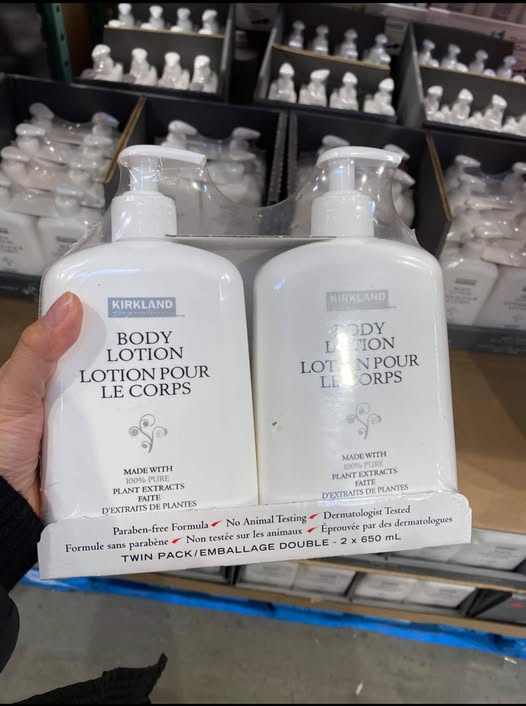 KIRKLAND
Signature
BODY
LOTION
LOTION POUR
LE CORPS
MADE WITH
100% PURE
PLANT EXTRACTS
FAITE
D'EXTRAITS DE PLANTES
KIRKLAND
BODY
LOTION
LOTION POUR
LE CORPS
MADE WITH
100% PURE
PLANT EXTRACTS
FAITE
D'EXTRAITS DE PLANTES
Paraben-free Formula ✓ No Animal Testing ✓ Dermatologist Tested
Formule sans parabène ✓ Non testée sur les animaux ✓ Éprouvée par des dermatologues
TWIN PACK/EMBALLAGE DOUBLE - 2 x 650 mL